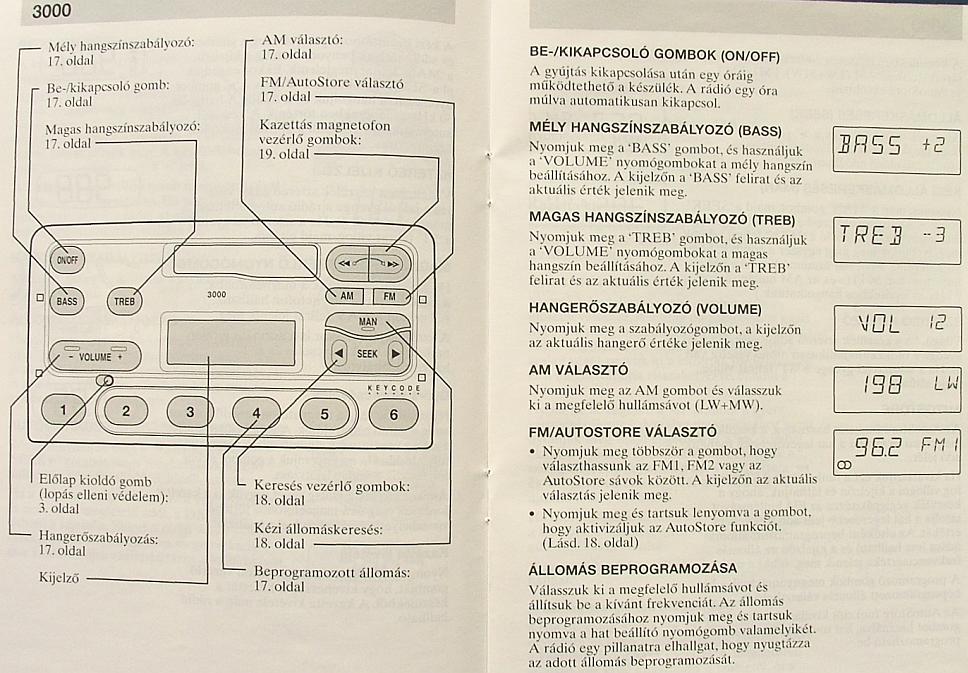 3000
Mély hangszínszabályozó:
17. oldal
Be-/kikapcsoló gomb:
17. oldal
Magas hangszínszabályozó:
17. oldal
AM választó:
17. oldal
FM/AutoStore választó
17. oldal
Kazettás magnetofon
vezérlő gombok:
19. oldal
ON/OFF
BASS
TREB
3000
AM
FM
MAN
SEEK
- VOLUME +
KEYCODE
1
2
3
4
5
6
Előlap kioldó gomb
(lopás elleni védelem):
3. oldal
Hangerőszabályozás:
17. oldal
Kijelző
Keresés vezérlő gombok:
18. oldal
Kézi állomáskeresés:
18. oldal
Beprogramozott állomás:
17. oldal
BE-/KIKAPCSOLÓ GOMBOK (ON/OFF)
A gyújtás kikapcsolása után egy óráig
működtethető a készülék. A rádió egy óra
múlva automatikusan kikapcsol.
MÉLY HANGSZÍNSZABÁLYOZÓ (BASS)
Nyomjuk meg a 'BASS' gombot, és használjuk
a 'VOLUME' nyomógombokat a mély hangszín
beállításához. A kijelzőn a 'BASS' felirat és az
aktuális érték jelenik meg.
BASS +2
MAGAS HANGSZÍNSZABÁLYOZÓ (TREB)
Nyomjuk meg a 'TREB' gombot, és használjuk
a 'VOLUME' nyomógombokat a magas
hangszín beállításához. A kijelzőn a 'TREB'
felirat és az aktuális érték jelenik meg.
TREB -3
HANGERŐSZABÁLYOZÓ (VOLUME)
Nyomjuk meg a szabályozógombot, a kijelzőn
az aktuális hangerő értéke jelenik meg.
VOL 12
AM VÁLASZTÓ
Nyomjuk meg az AM gombot és válasszuk
ki a megfelelő hullámsávot (LW+MW).
198 LW
FM/AUTOSTORE VÁLASZTÓ
• Nyomjuk meg többször a gombot, hogy
választhassunk az FM1, FM2 vagy az
AutoStore sávok között. A kijelzőn az aktuális
választás jelenik meg.
• Nyomjuk meg és tartsuk lenyomva a gombot,
hogy aktivizáljuk az AutoStore funkciót.
(Lásd. 18. oldal)
96.2 FM1
ÁLLOMÁS BEPROGRAMOZÁSA
Válasszuk ki a megfelelő hullámsávot és
állítsuk be a kívánt frekvenciát. Az állomás
beprogramozásához nyomjuk meg és tartsuk
nyomva a hat beállító nyomógomb valamelyikét.
A rádió egy pillanatra elhallgat, hogy nyugtázza
az adott állomás beprogramozását.